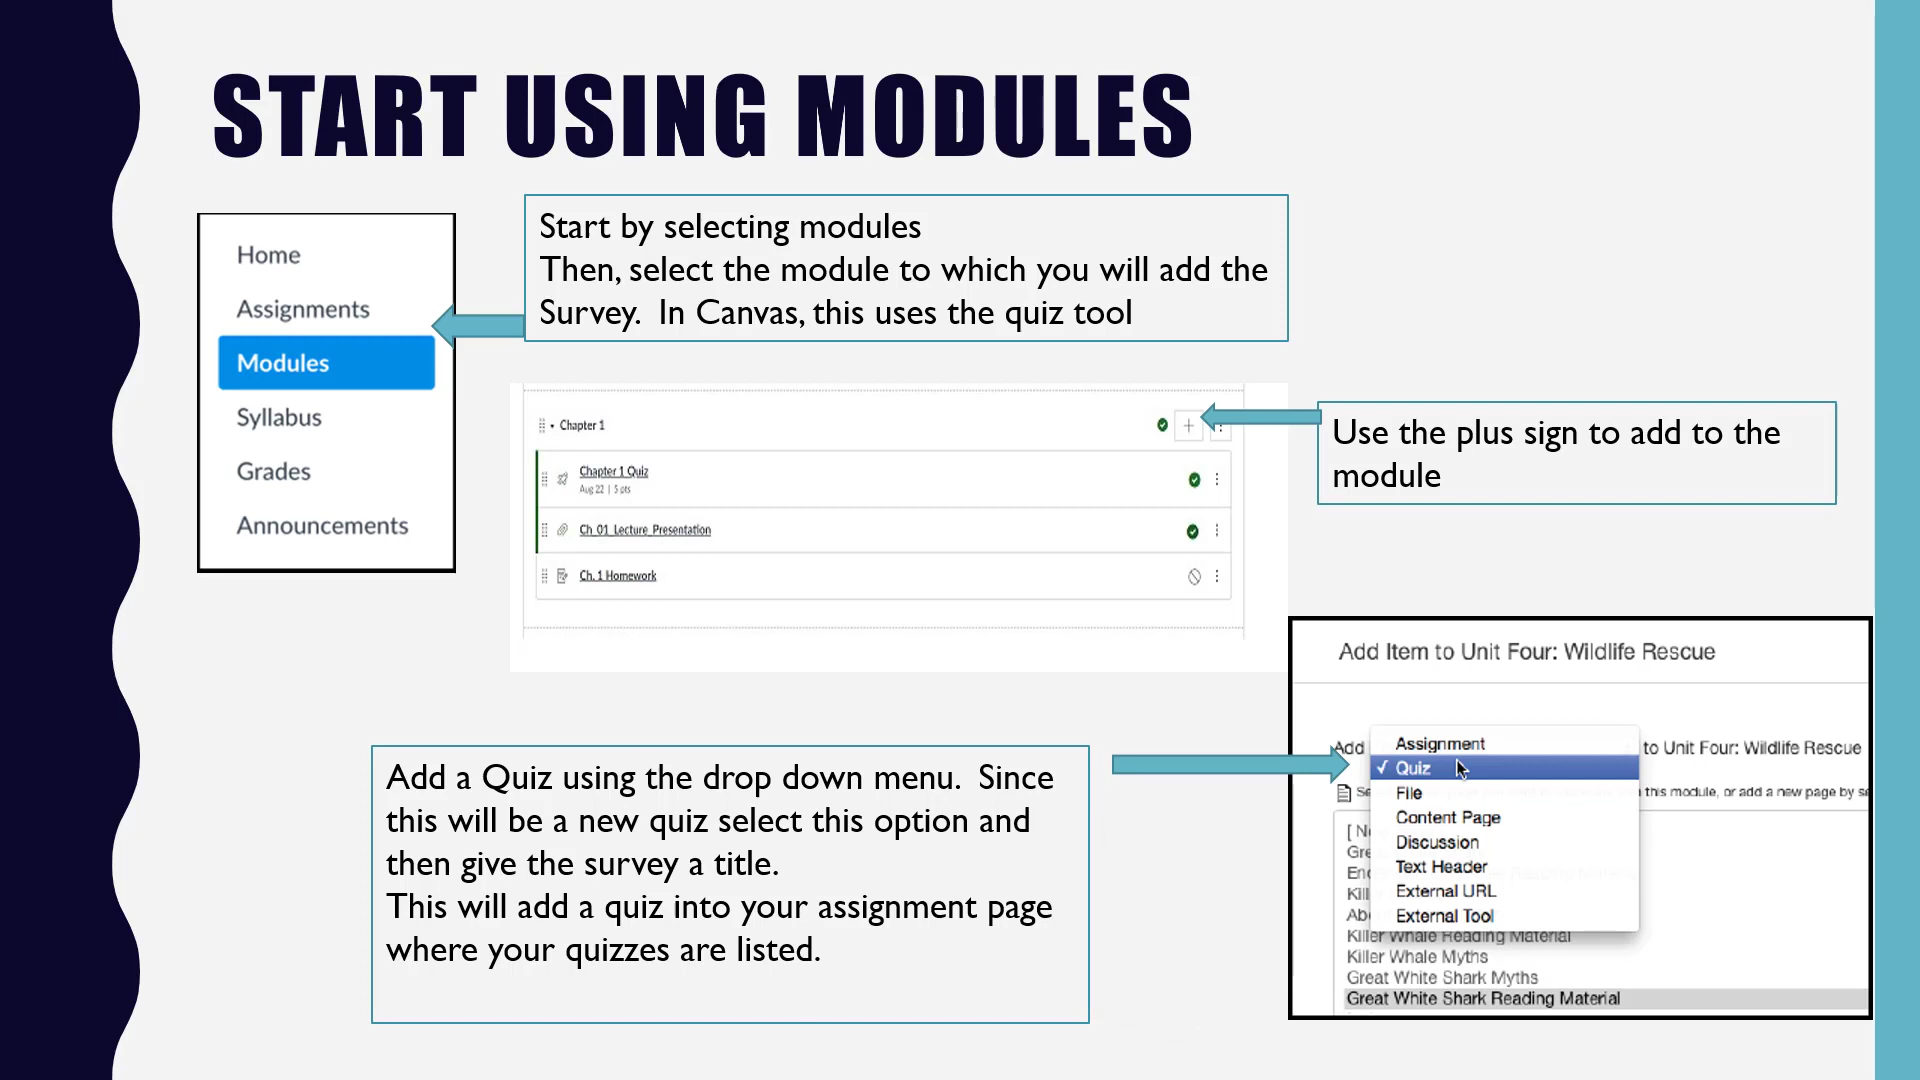 START USING MODULES
Home
Assignments
Modules
Syllabus
Grades
Announcements
Start by selecting modules
Then, select the module to which you will add the
Survey.  In Canvas, this uses the quiz tool
Chapter 1
Chapter 1 Quiz
Aug 22 | 5 pts
Ch_01_Lecture_Presentation
Ch. 1 Homework
Use the plus sign to add to the
module
Add a Quiz using the drop down menu.  Since
this will be a new quiz select this option and
then give the survey a title.
This will add a quiz into your assignment page
where your quizzes are listed.
Add Item to Unit Four: Wildlife Rescue
Add
to Unit Four: Wildlife Rescue
Assignment
✓ Quiz
File
this module, or add a new page by se
Content Page
Discussion
Text Header
External URL
External Tool
Killer Whale Reading Material
Killer Whale Myths
Great White Shark Myths
Great White Shark Reading Material